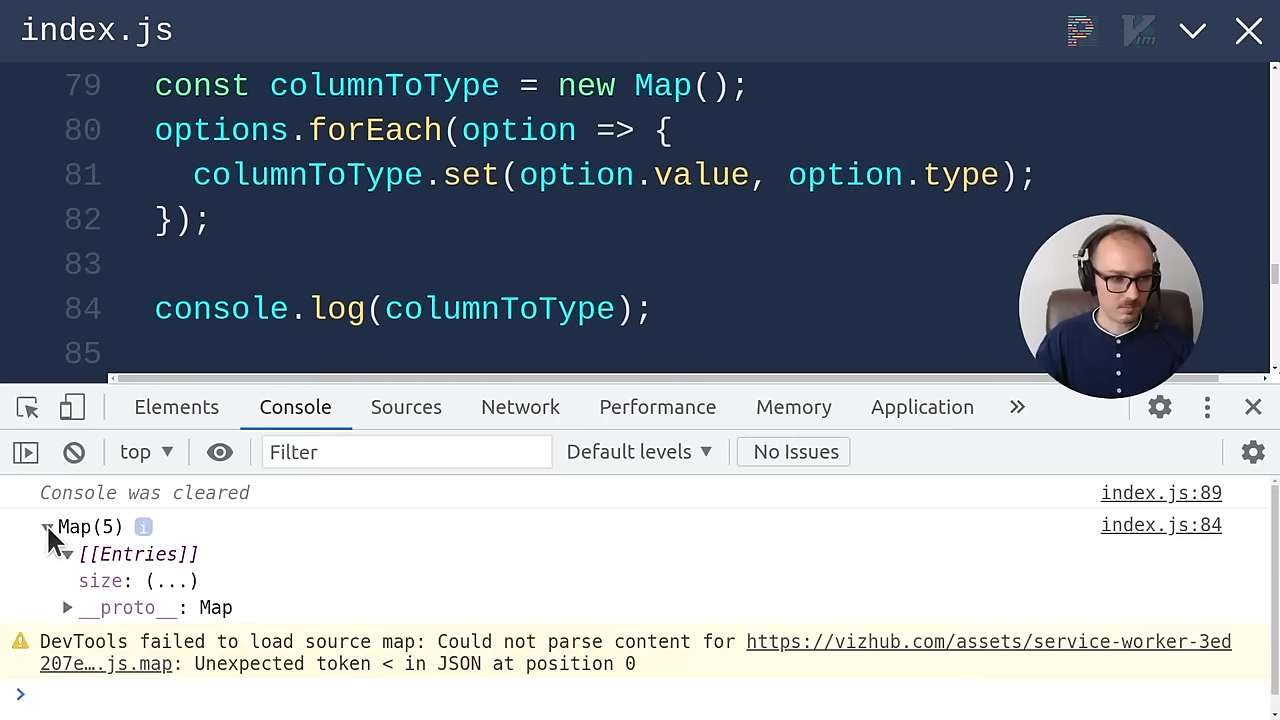 index.js
79 const columnToType = new Map();
80 options.forEach(option => {
81 columnToType.set(option.value, option.type);
82 });
83
84 console.log(columnToType);
85
Elements Console Sources Network Performance Memory Application »
top ▼ Filter Default levels ▼ No Issues
Console was cleared index.js:89
▼Map(5) i index.js:84
▼[[Entries]]
size: (...)
▶__proto__: Map
DevTools failed to load source map: Could not parse content for https://vizhub.com/assets/service-worker-3ed
207e….js.map: Unexpected token < in JSON at position 0
>